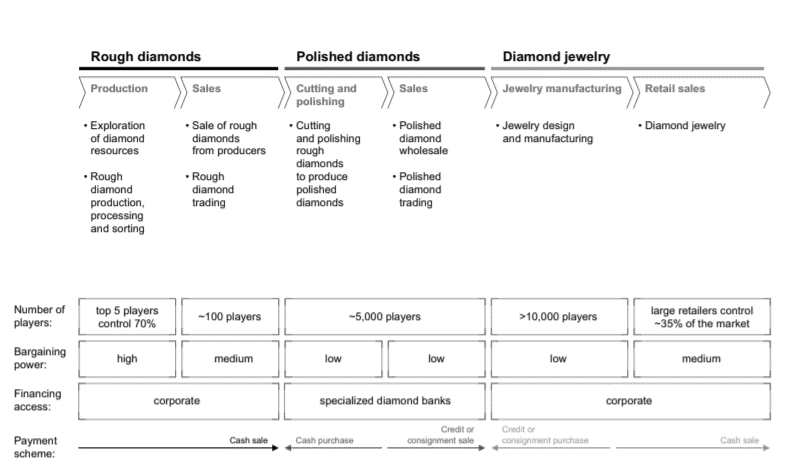 Rough diamonds
Polished diamonds
Diamond jewelry
Production
Sales
Cutting and
polishing
Sales
Jewelry manufacturing
Retail sales
• Exploration
of diamond
resources
• Rough
diamond
production,
processing
and sorting
• Sale of rough
diamonds
from producers
• Rough
diamond
trading
• Cutting
and polishing
rough
diamonds
to produce
polished
diamonds
• Polished
diamond
wholesale
• Polished
diamond
trading
• Jewelry design
and manufacturing
• Diamond jewelry
Number of
players:
top 5 players
control 70%
~100 players
~5,000 players
>10,000 players
large retailers control
~35% of the market
Bargaining
power:
high
medium
low
low
low
medium
Financing
access:
corporate
specialized diamond banks
corporate
Payment
scheme:
Cash sale
Cash purchase
Credit or
consignment sale
Credit or
consignment purchase
Cash sale